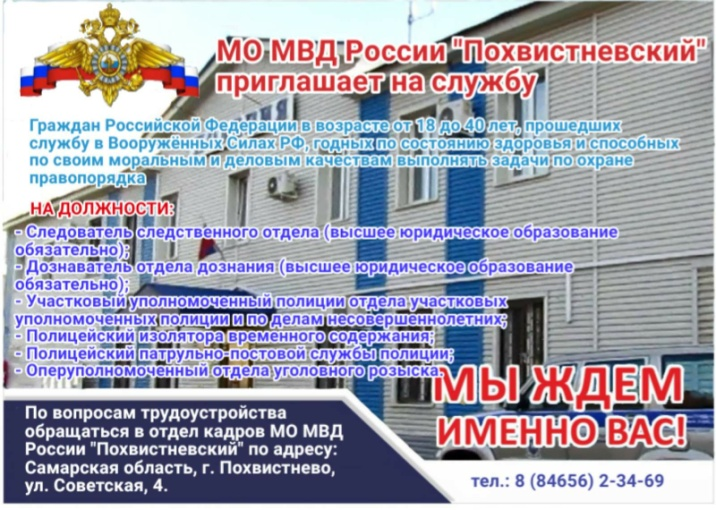 МО МВД России "Похвистневский"
приглашает на службу
Граждан Российской Федерации в возрасте от 18 до 40 лет, прошедших
службу в Вооружённых Силах РФ, годных по состоянию здоровья и способных
по своим моральным и деловым качествам выполнять задачи по охране
правопорядка
НА ДОЛЖНОСТИ:
- Следователь следственного отдела (высшее юридическое образование
обязательно);
- Дознаватель отдела дознания (высшее юридическое образование
обязательно);
- Участковый уполномоченный полиции отдела участковых
уполномоченных полиции и по делам несовершеннолетних;
- Полицейский изолятора временного содержания;
- Полицейский патрульно-постовой службы полиции;
- Оперуполномоченный отдела уголовного розыска.
МЫ ЖДЕМ
ИМЕННО ВАС!
По вопросам трудоустройства
обращаться в отдел кадров МО МВД
России "Похвистневский" по адресу:
Самарская область, г. Похвистнево,
ул. Советская, 4.
тел.: 8 (84656) 2-34-69